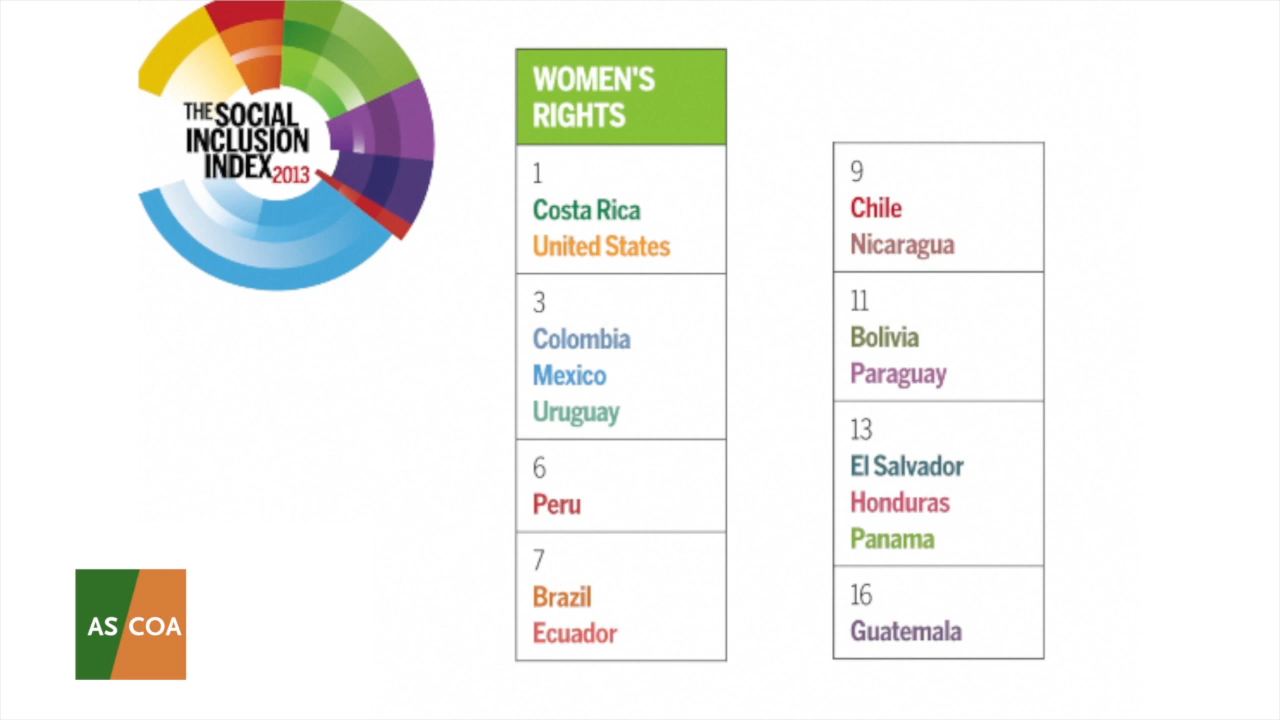 THE SOCIAL
INCLUSION
INDEX 2013
WOMEN'S
RIGHTS
1
Costa Rica
United States
3
Colombia
Mexico
Uruguay
6
Peru
7
Brazil
Ecuador
9
Chile
Nicaragua
11
Bolivia
Paraguay
13
El Salvador
Honduras
Panama
16
Guatemala
AS COA